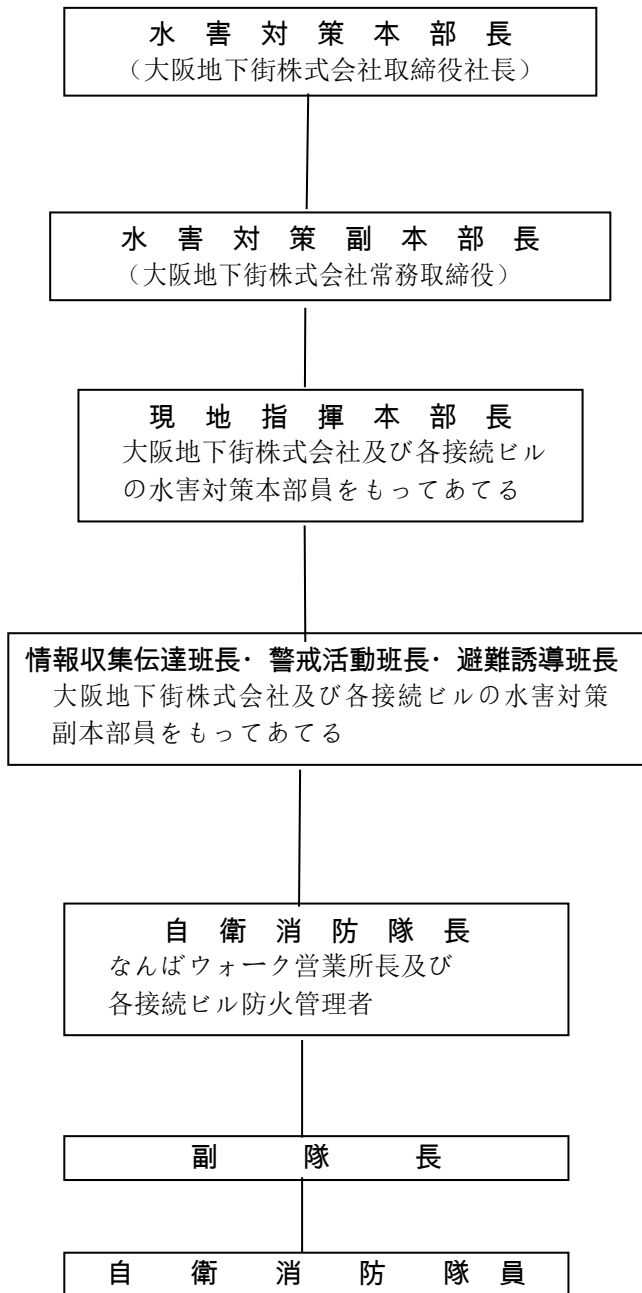 水害対策本部長
（大阪地下街株式会社取締役社長）
水害対策副本部長
（大阪地下街株式会社常務取締役）
現地指揮本部長
大阪地下街株式会社及び各接続ビル
の水害対策本部員をもってあてる
情報収集伝達班長・警戒活動班長・避難誘導班長
大阪地下街株式会社及び各接続ビルの水害対策
副本部員をもってあてる
自衛消防隊長
なんばウォーク営業所長及び
各接続ビル防火管理者
副隊長
自衛消防隊員